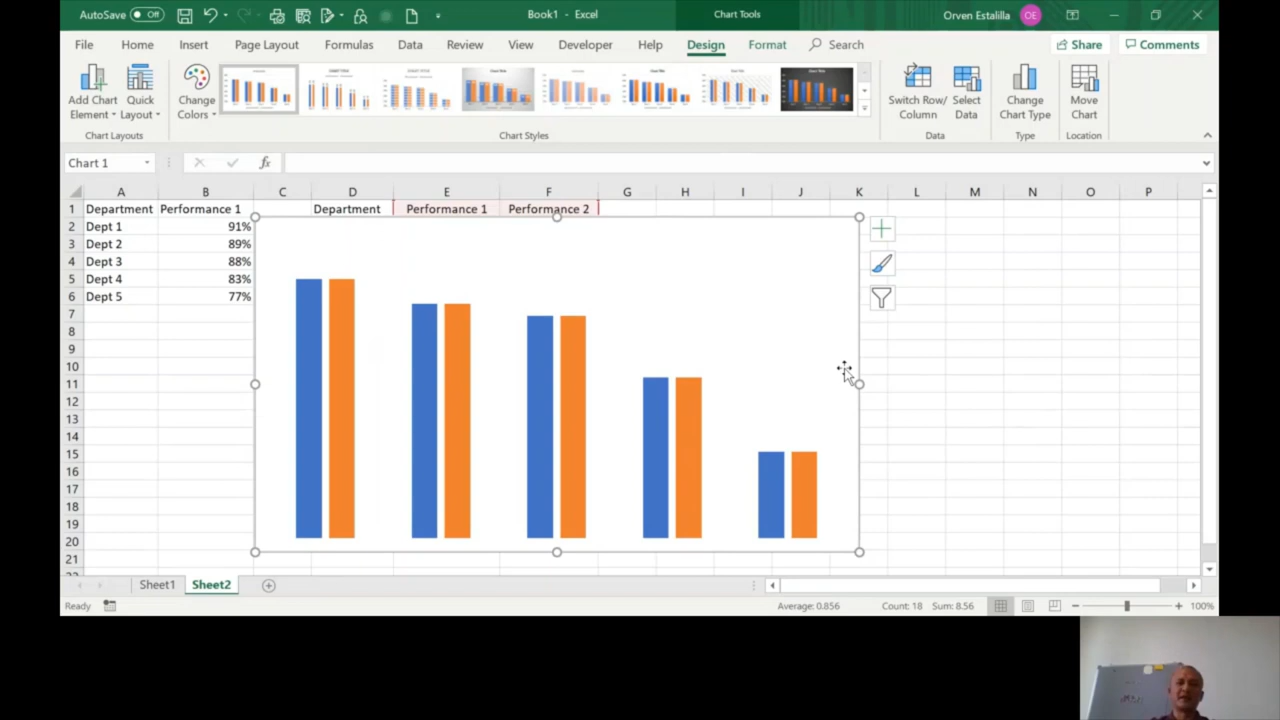 AutoSave Off Book1 - Excel Chart Tools Orven Estalilla OE
File Home Insert Page Layout Formulas Data Review View Developer Help Design Format Search Share Comments
Add Chart Element Quick Layout Change Colors Switch Row/ Column Select Data Change Chart Type Move Chart
Chart Layouts Chart Styles Data Type Location
Chart 1 fx
A B C D E F G H I J K L M N O P
1 Department Performance 1 Department Performance 1 Performance 2
2 Dept 1 91%
3 Dept 2 89%
4 Dept 3 88%
5 Dept 4 83%
6 Dept 5 77%
7
8
9
10
11
12
13
14
15
16
17
18
19
20
21
Sheet1 Sheet2
Ready Average: 0.856 Count: 18 Sum: 8.56 100%